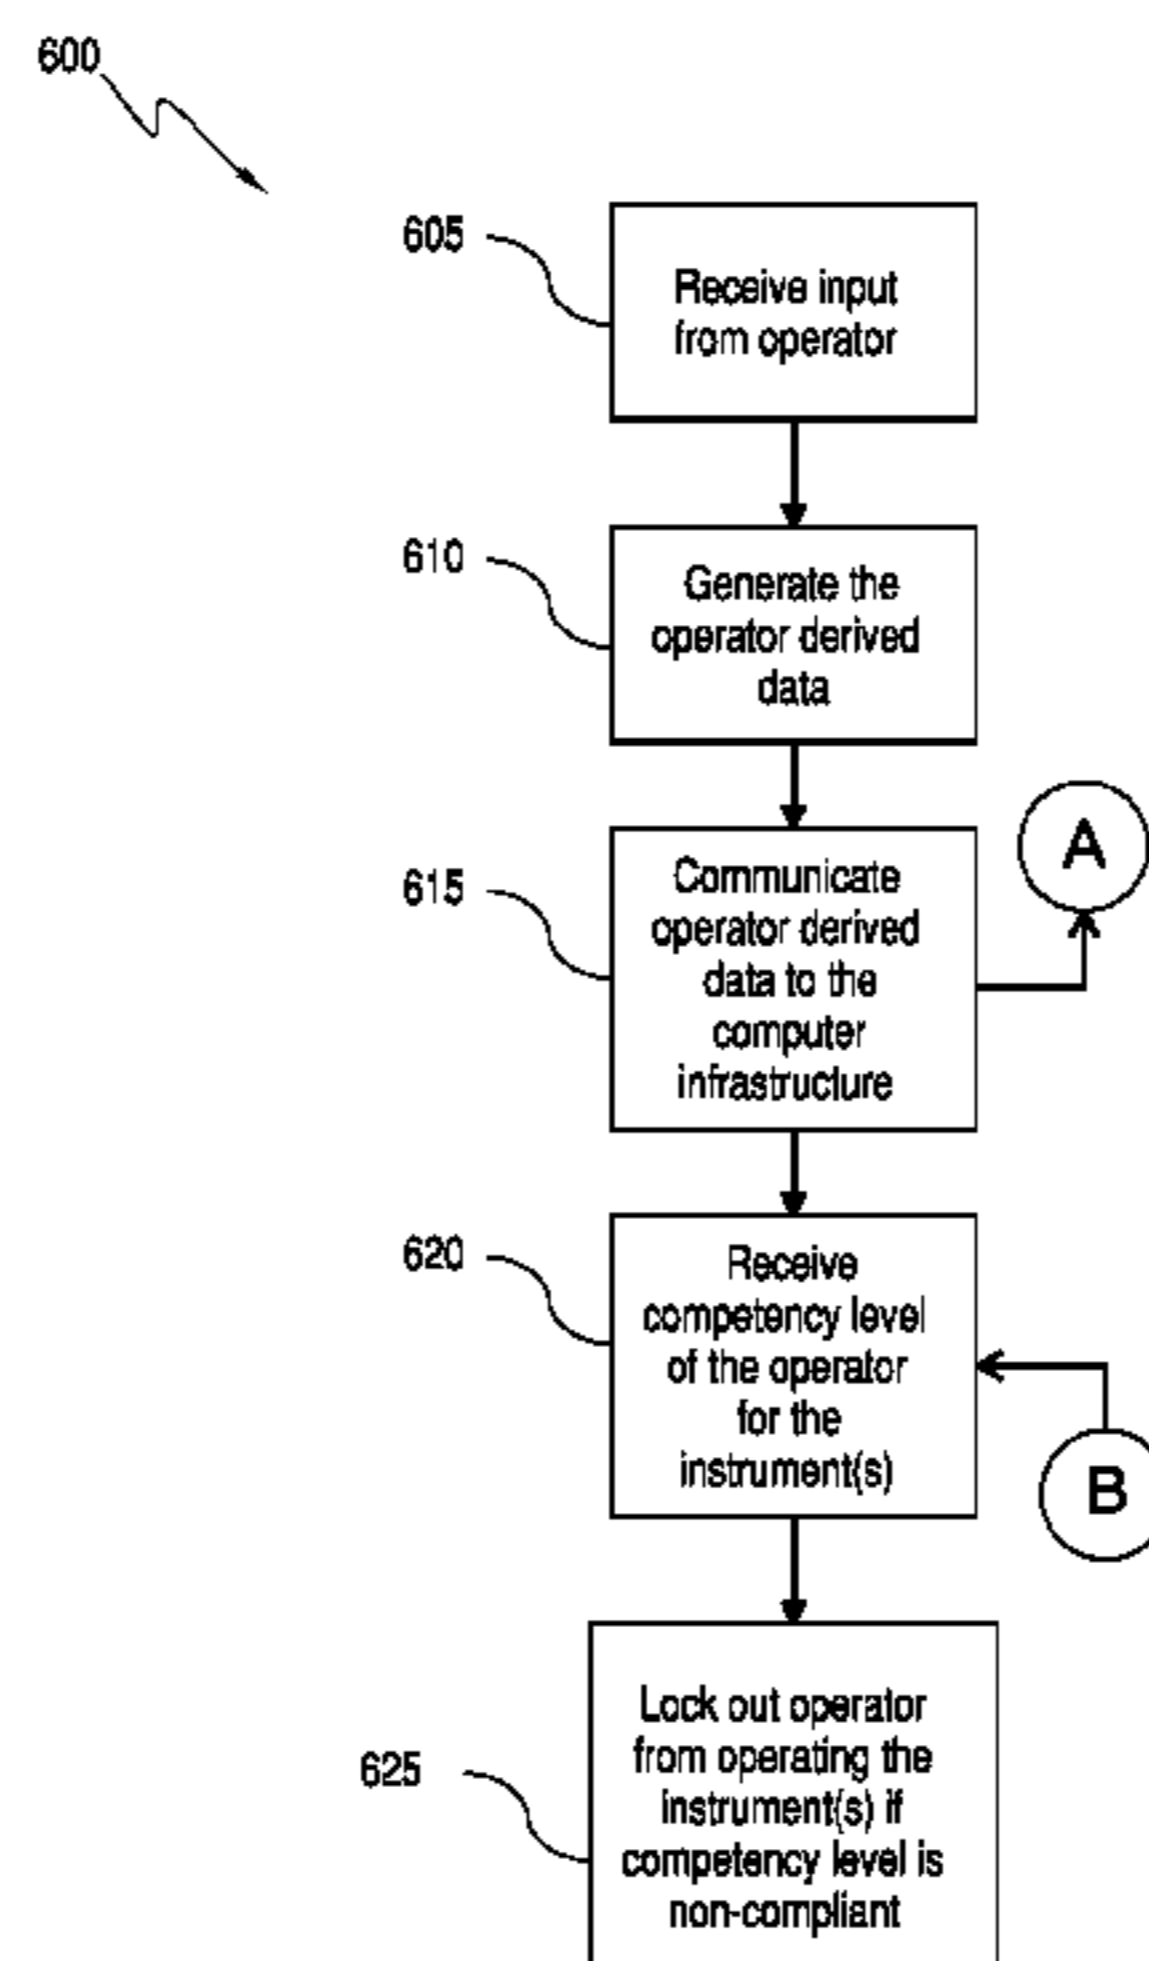 600
605
Receive input
from operator
610
Generate the
operator derived
data
615
Communicate
operator derived
data to the
computer
infrastructure
A
620
Receive
competency level
of the operator
for the
instrument(s)
B
625
Lock out operator
from operating the
instrument(s) if
competency level is
non-compliant